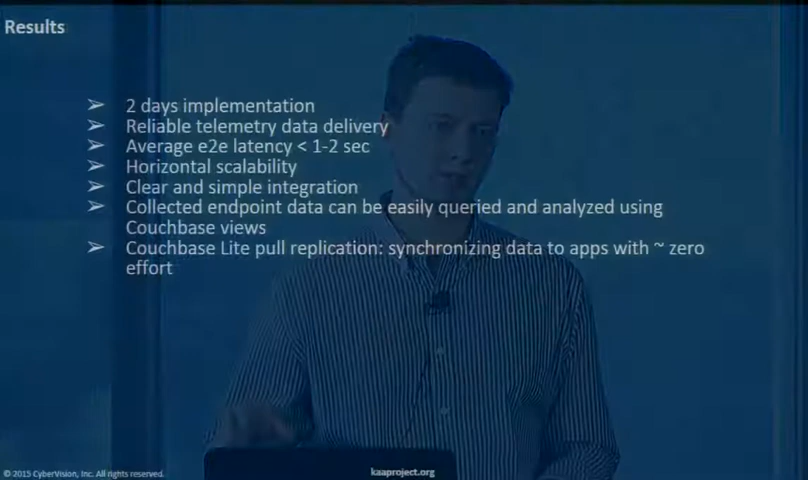 Results
➢ 2 days implementation
➢ Reliable telemetry data delivery
➢ Average e2e latency < 1-2 sec
➢ Horizontal scalability
➢ Clear and simple integration
➢ Collected endpoint data can be easily queried and analyzed using
Couchbase views
➢ Couchbase Lite pull replication: synchronizing data to apps with ~ zero
effort
© 2015 CyberVision, Inc. All rights reserved.
kaaproject.org